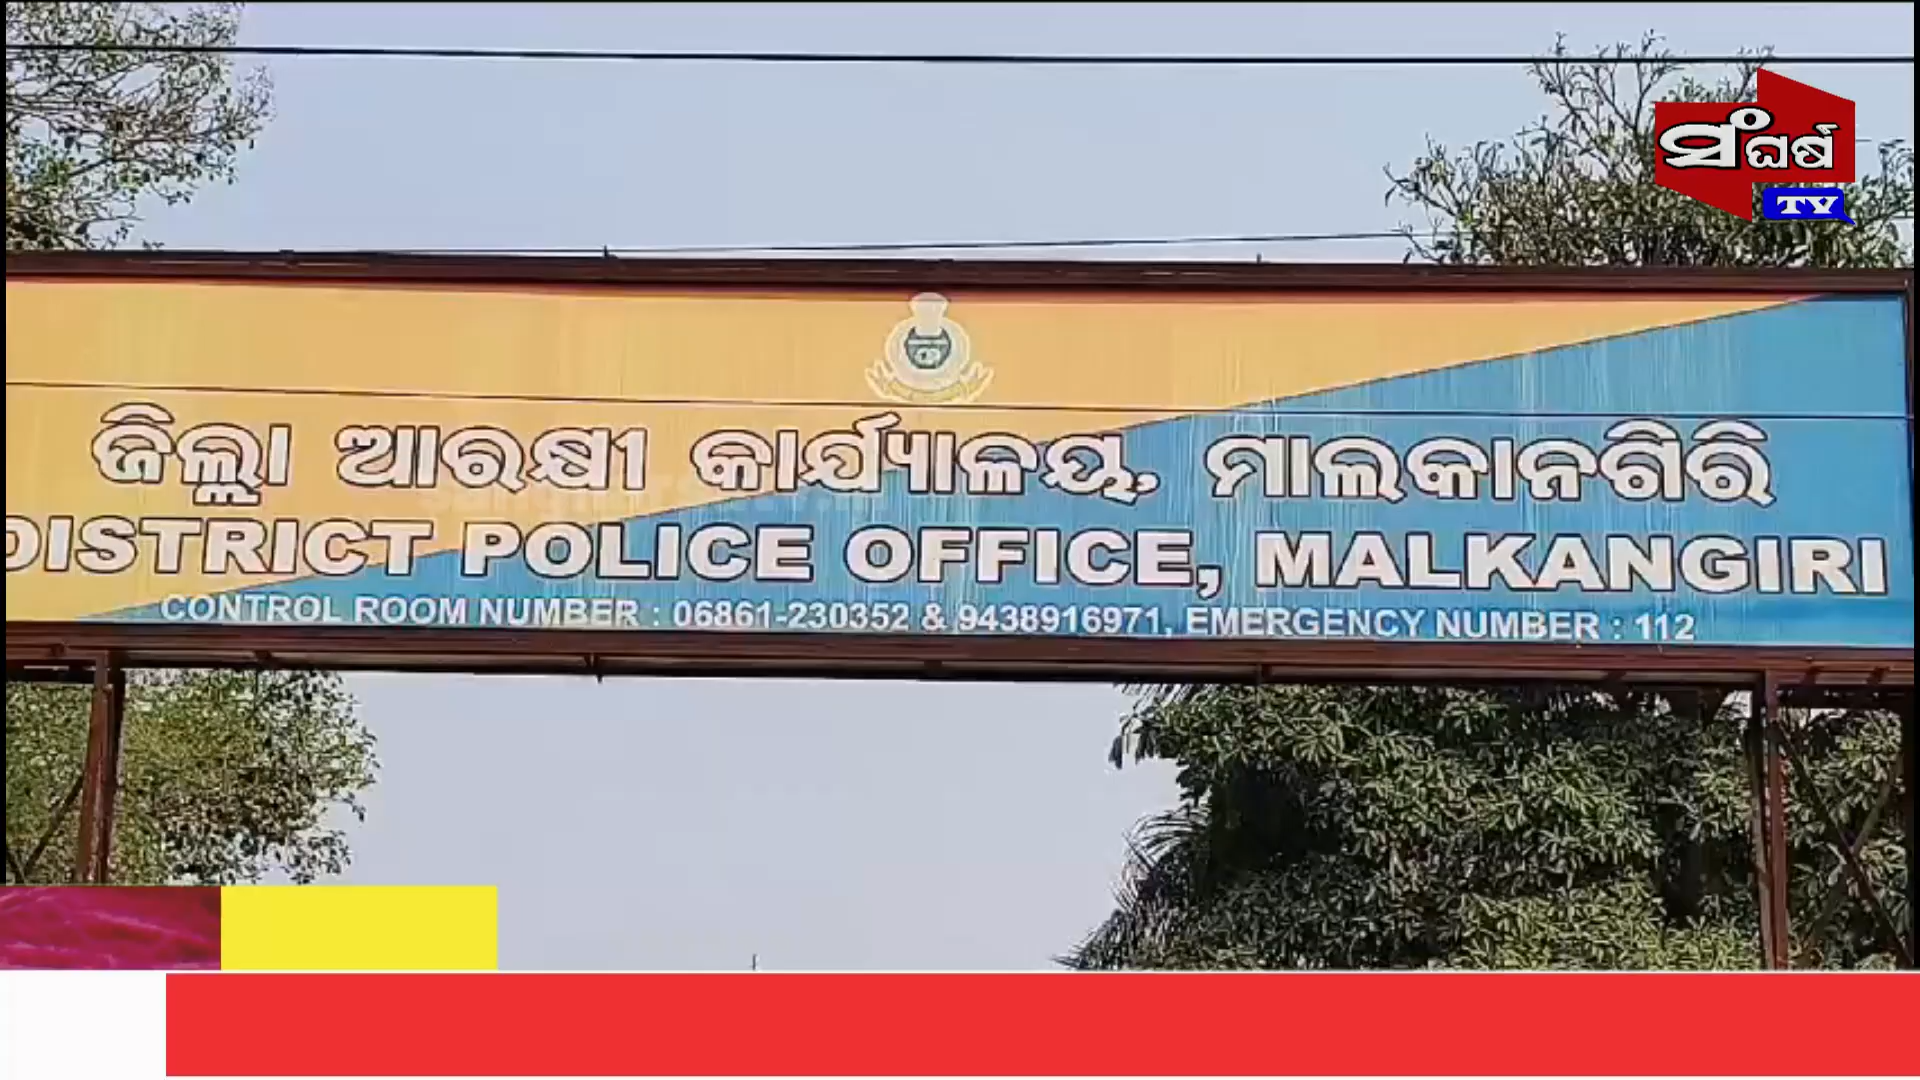 ସଂଘର୍ଷ
TV
ଜିଲ୍ଲା ଆରକ୍ଷୀ କାର୍ଯ୍ୟାଳୟ, ମାଲକାନଗିରି
DISTRICT POLICE OFFICE, MALKANGIRI
CONTROL ROOM NUMBER : 06861-230352 & 9438916971, EMERGENCY NUMBER : 112